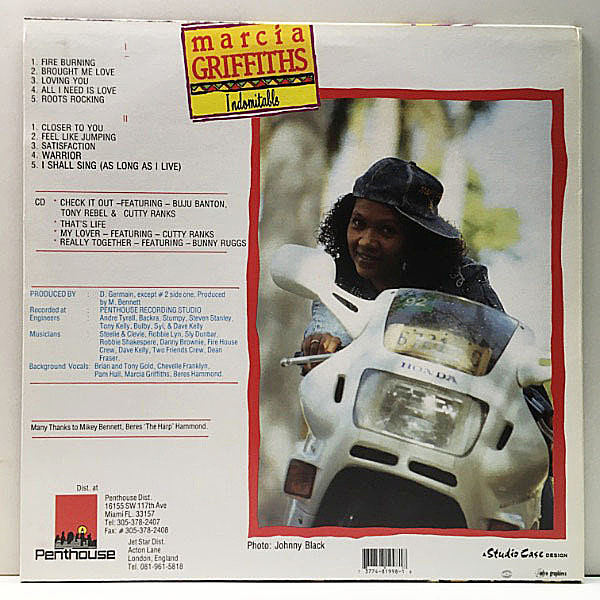 marcia
GRIFFITHS
Indomitable
I
1. FIRE BURNING
2. BROUGHT ME LOVE
3. LOVING YOU
4. ALL I NEED IS LOVE
5. ROOTS ROCKING
II
1. CLOSER TO YOU
2. FEEL LIKE JUMPING
3. SATISFACTION
4. WARRIOR
5. I SHALL SING (AS LONG AS I LIVE)
CD * CHECK IT OUT –FEATURING – BUJU BANTON,
TONY REBEL & CUTTY RANKS
* THAT'S LIFE
* MY LOVER – FEATURING – CUTTY RANKS
* REALLY TOGETHER – FEATURING – BUNNY RUGGS
PRODUCED BY : D. Germain, except # 2 side one, Produced
by M. Bennett
Recorded at : PENTHOUSE RECORDING STUDIO
Engineers : Andre Tyrell, Backra, Stumpy, Steven Stanley,
Tony Kelly, Bulby, Syl, & Dave Kelly
Musicians : Steelie & Clevie, Robbie Lyn, Sly Dunbar,
Robbie Shakespere, Danny Brownie, Fire House
Crew, Dave Kelly, Two Friends Crew, Dean
Fraser.
Background Vocals: Brian and Tony Gold, Chevelle Franklyn,
Pam Hall, Marcia Griffiths, Beres Hammond.
Many Thanks to Mikey Bennett, Beres 'The Harp' Hammond.
HONDA
Dist. at
Penthouse Dist.
16155 SW 117th Ave
Miami FL. 33157
Tel: 305-378-2407
Fax: # 305-378-2408
Jet Star Dist.
Acton Lane
London, England
Tel. 081-961-5818
Penthouse
Photo: Johnny Black
A Studio Case DESIGN